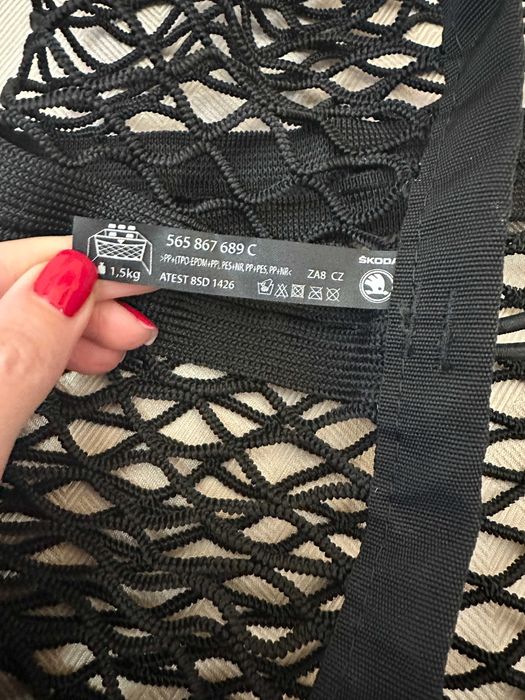 565 867 689 C
>PP+(TPO-EPDM+PP), PES+NR, PP+PES, PP+NR<
ATEST 8SD 1426
1,5kg
ZA8 CZ
ŠKODA